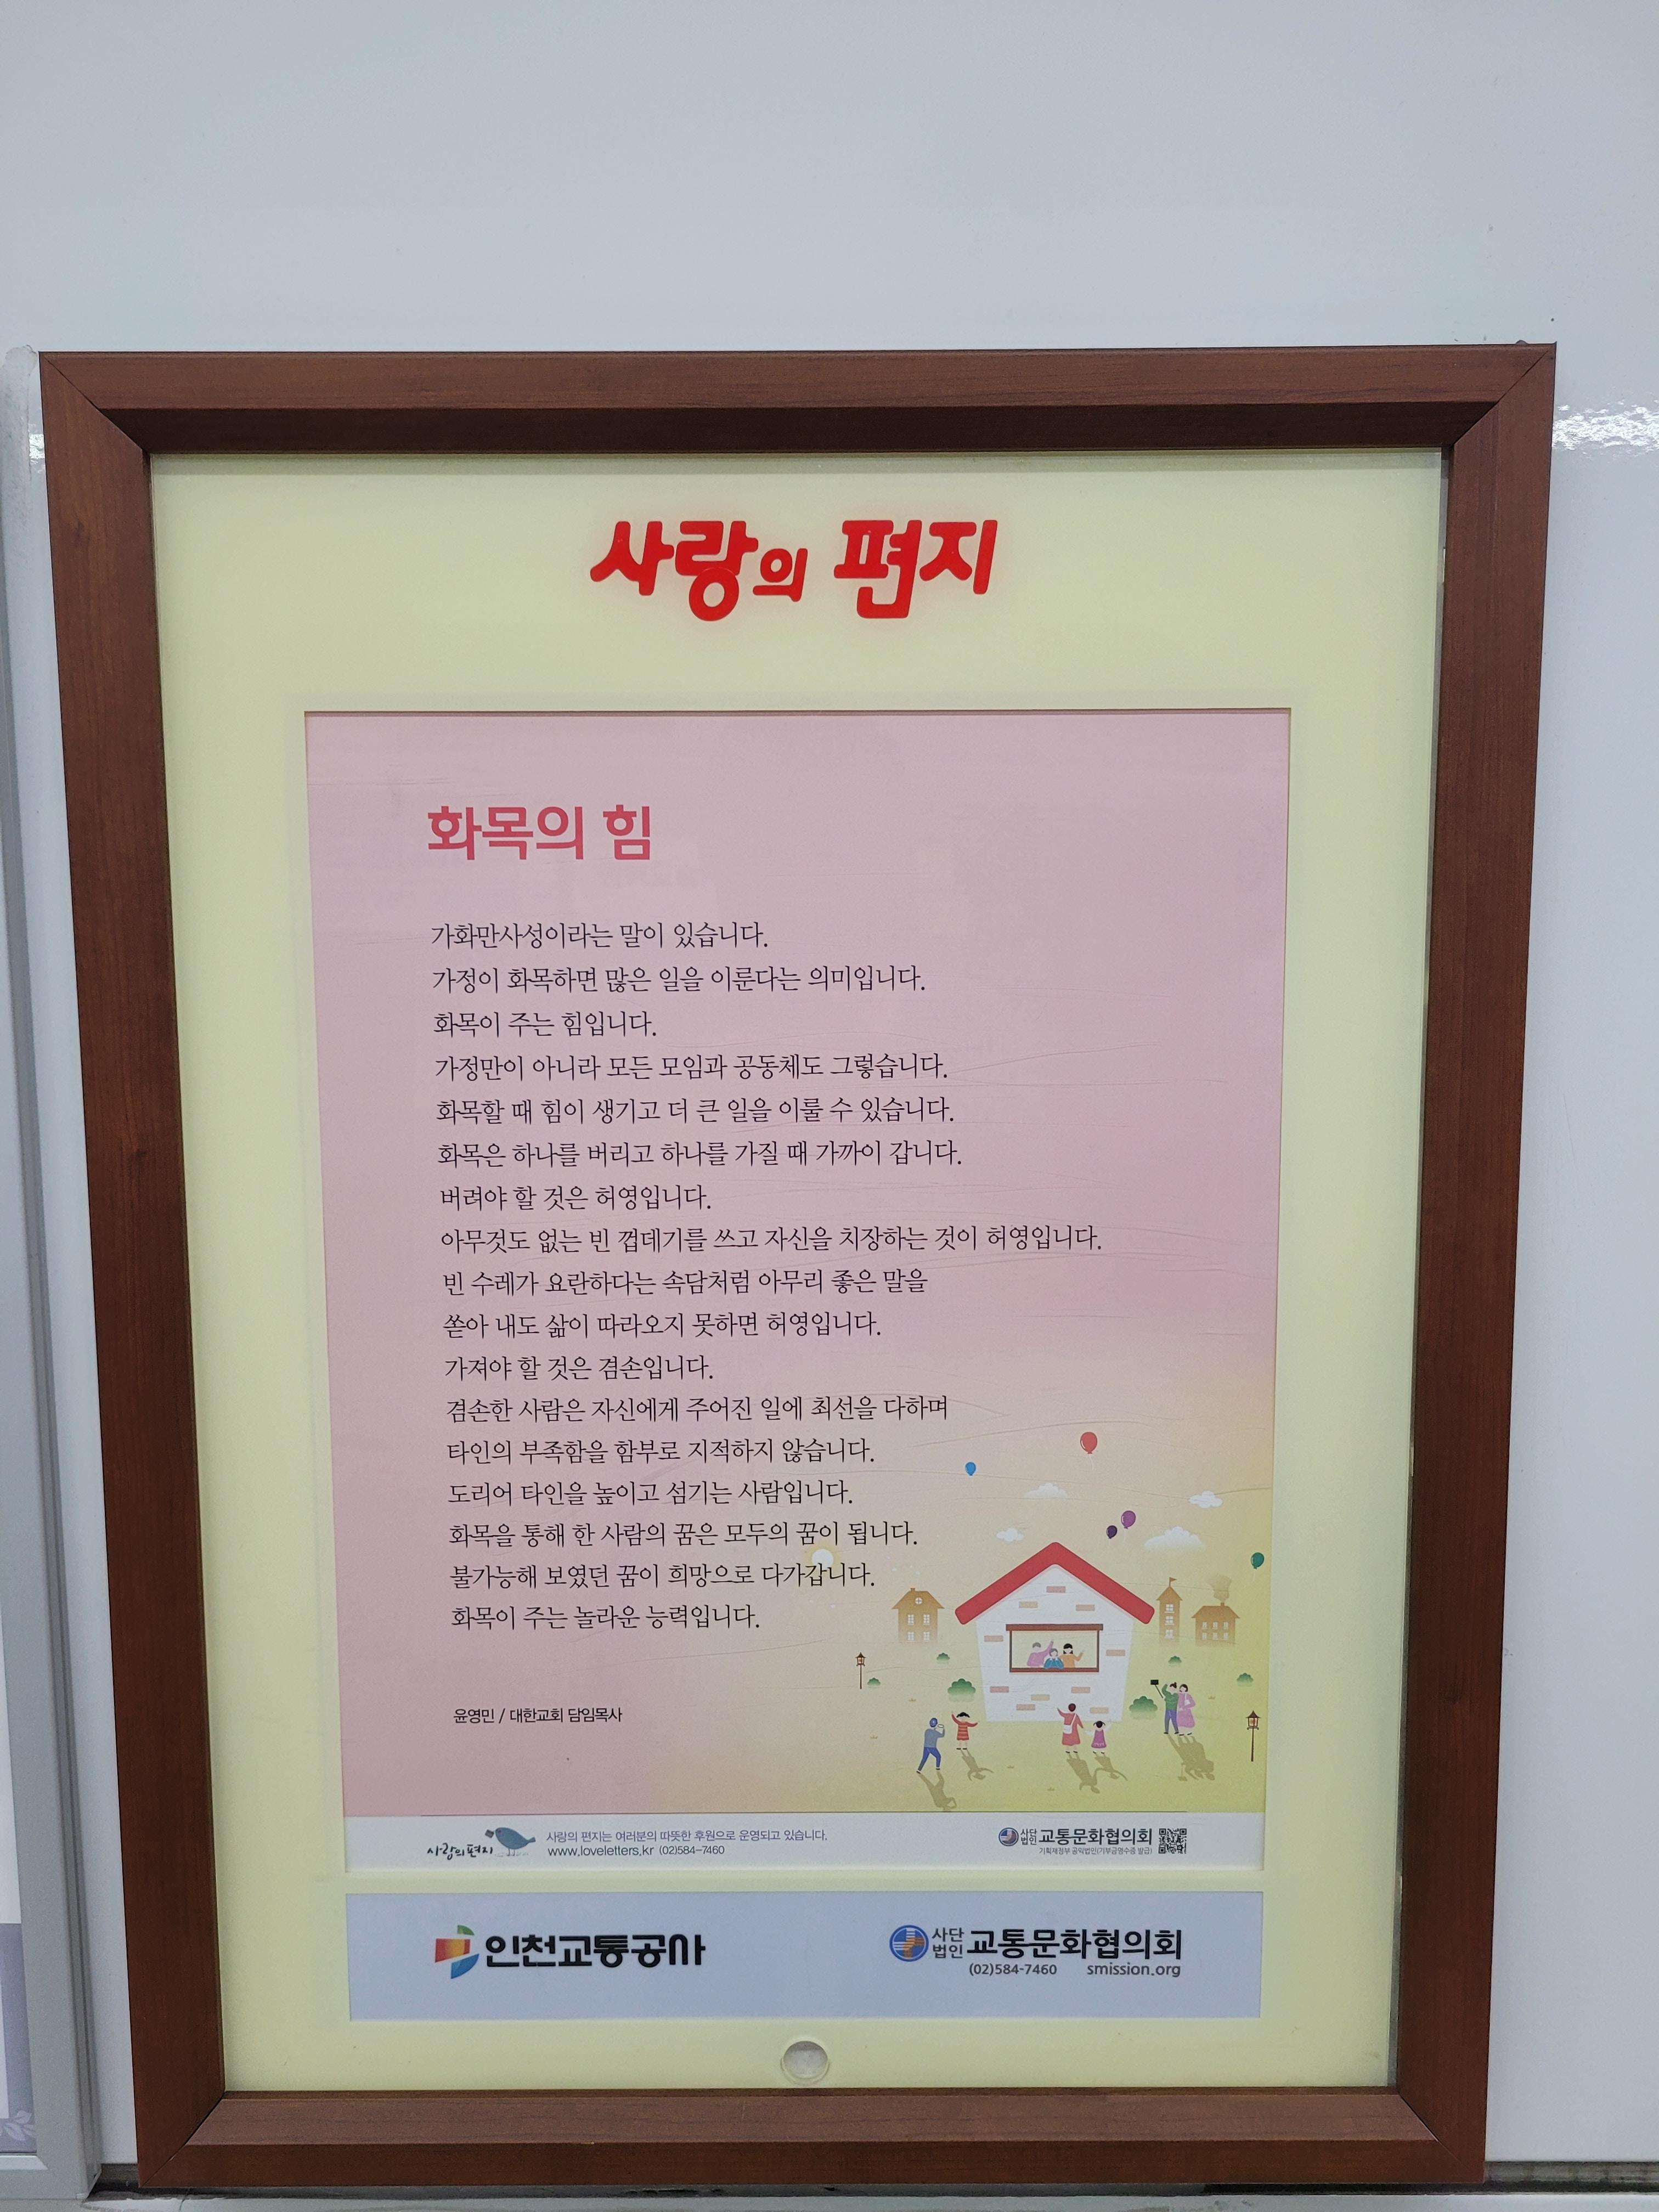 사랑의 편지
화목의 힘
가화만사성이라는 말이 있습니다.
가정이 화목하면 많은 일을 이룬다는 의미입니다.
화목이 주는 힘입니다.
가정만이 아니라 모든 모임과 공동체도 그렇습니다.
화목할 때 힘이 생기고 더 큰 일을 이룰 수 있습니다.
화목은 하나를 버리고 하나를 가질 때 가까이 갑니다.
버려야 할 것은 허영입니다.
아무것도 없는 빈 껍데기를 쓰고 자신을 치장하는 것이 허영입니다.
빈 수레가 요란하다는 속담처럼 아무리 좋은 말을
쏟아 내도 삶이 따라오지 못하면 허영입니다.
가져야 할 것은 겸손입니다.
겸손한 사람은 자신에게 주어진 일에 최선을 다하며
타인의 부족함을 함부로 지적하지 않습니다.
도리어 타인을 높이고 섬기는 사람입니다.
화목을 통해 한 사람의 꿈은 모두의 꿈이 됩니다.
불가능해 보였던 꿈이 희망으로 다가갑니다.
화목이 주는 놀라운 능력입니다.
윤영민 / 대한교회 담임목사
사랑의 편지
사랑의 편지는 여러분의 따뜻한 후원으로 운영되고 있습니다.
www.loveletters.kr (02)584-7460
사단법인 교통문화협의회
기획재정부 공익법인(기부금영수증 발급)
인천교통공사
사단법인 교통문화협의회
(02)584-7460 smission.org